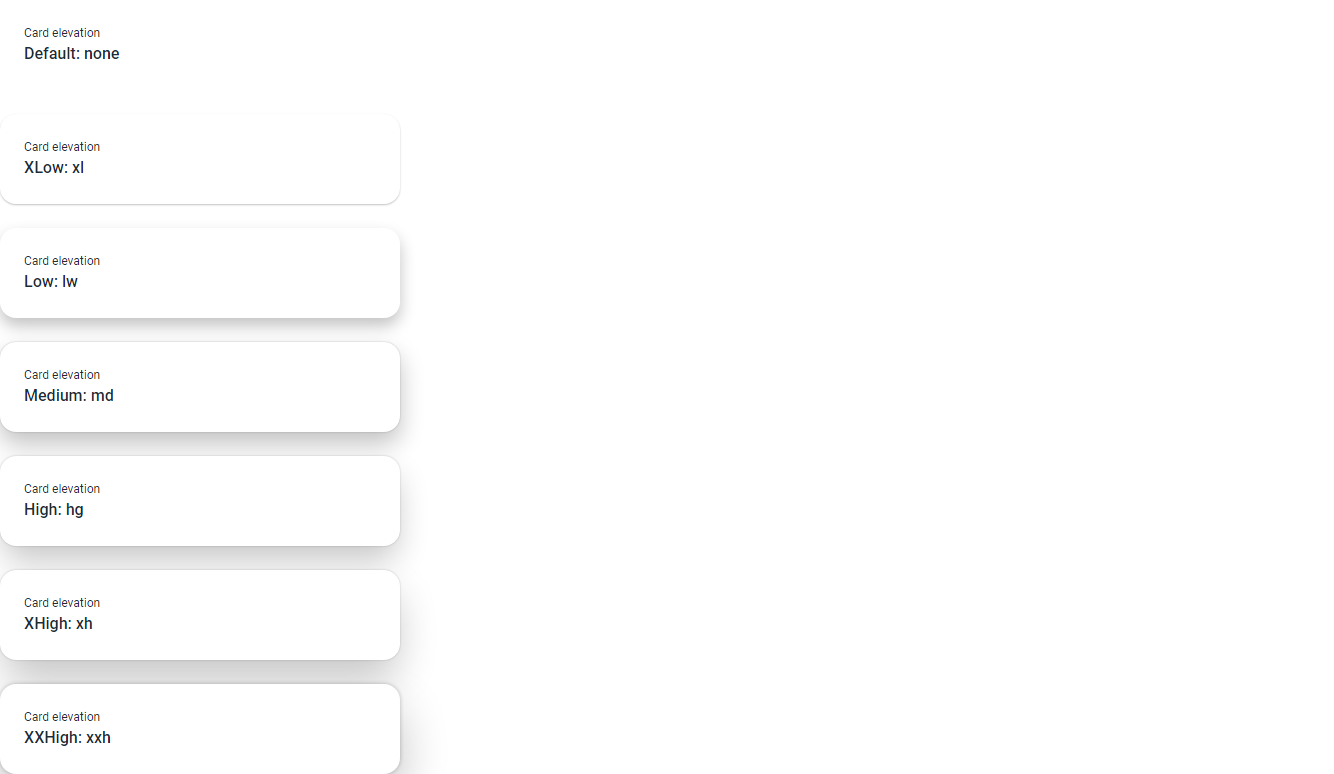 Card elevation
Default: none
Card elevation
XLow: xl
Card elevation
Low: lw
Card elevation
Medium: md
Card elevation
High: hg
Card elevation
XHigh: xh
Card elevation
XXHigh: xxh